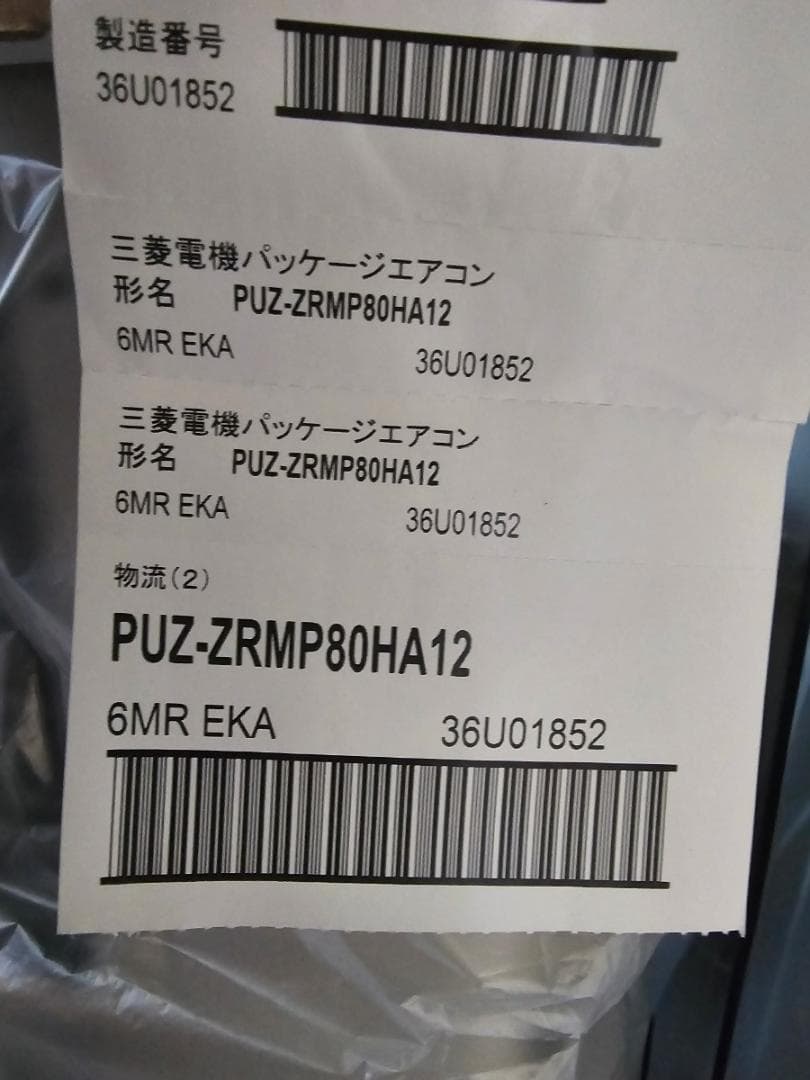 製造番号
36U01852
三菱電機パッケージエアコン
形名 PUZ-ZRMP80HA12
6MR EKA 36U01852
三菱電機パッケージエアコン
形名 PUZ-ZRMP80HA12
6MR EKA 36U01852
物流(2)
PUZ-ZRMP80HA12
6MR EKA 36U01852